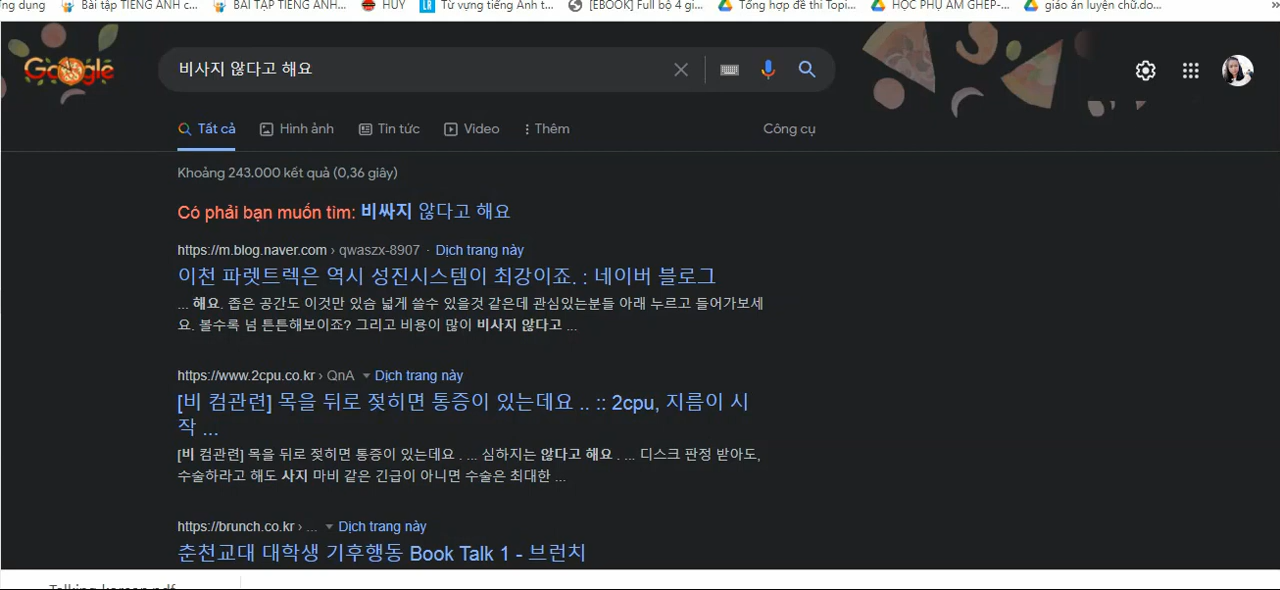 ứng dụng Bài tập TIẾNG ANH c... BÀI TẬP TIẾNG ANH... HUY LR Từ vựng tiếng Anh t... [EBOOK] Full bộ 4 gi... Tổng hợp đề thi Topi... HỌC PHỤ ÂM GHÉP-... giáo án luyện chữ.do... »
Google 비사지 않다고 해요
Tất cả Hình ảnh Tin tức Video Thêm Công cụ
Khoảng 243.000 kết quả (0,36 giây)
Có phải bạn muốn tìm: 비싸지 않다고 해요
https://m.blog.naver.com › qwaszx-8907 · Dịch trang này
이천 파렛트렉은 역시 성진시스템이 최강이죠. : 네이버 블로그
... 해요. 좁은 공간도 이것만 있슴 넓게 쓸수 있을것 같은데 관심있는분들 아래 누르고 들어가보세
요. 볼수록 넘 튼튼해보이죠? 그리고 비용이 많이 비사지 않다고 ...
https://www.2cpu.co.kr › QnA Dịch trang này
[비 컴관련] 목을 뒤로 젖히면 통증이 있는데요 .. :: 2cpu, 지름이 시
작 ...
[비 컴관련] 목을 뒤로 젖히면 통증이 있는데요 . ... 심하지는 않다고 해요 . ... 디스크 판정 받아도,
수술하라고 해도 사지 마비 같은 긴급이 아니면 수술은 최대한 ...
https://brunch.co.kr › ... Dịch trang này
춘천교대 대학생 기후행동 Book Talk 1 - 브런치
Talking korean.pdf